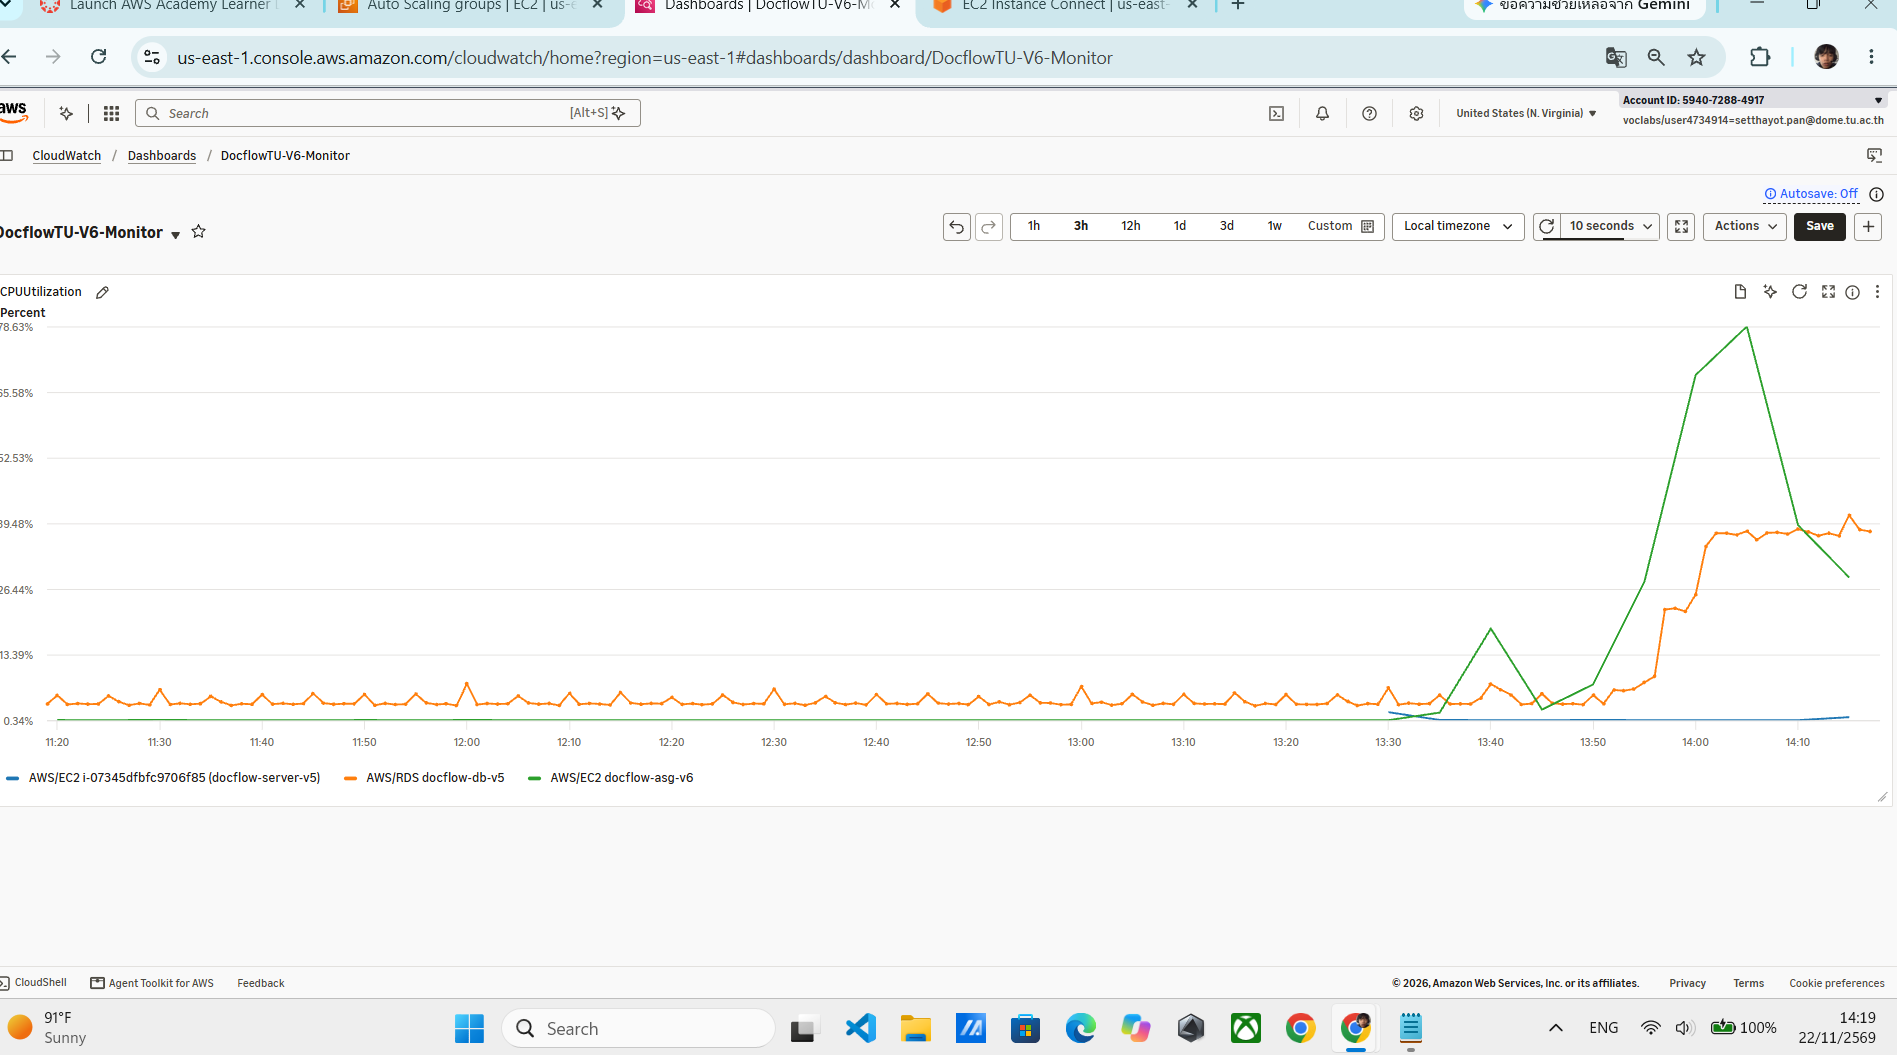 Launch AWS Academy Learner
Auto Scaling groups | EC2 | us-e
Dashboards | DocflowTU-V6-M
EC2 Instance Connect | us-east-
ขอความช่วยเหลือจาก Gemini
us-east-1.console.aws.amazon.com/cloudwatch/home?region=us-east-1#dashboards/dashboard/DocflowTU-V6-Monitor
aws
Search
[Alt+S]
United States (N. Virginia)
Account ID: 5940-7288-4917
voclabs/user4734914=setthayot.pan@dome.tu.ac.th
CloudWatch / Dashboards / DocflowTU-V6-Monitor
Autosave: Off
DocflowTU-V6-Monitor
1h 3h 12h 1d 3d 1w Custom
Local timezone
10 seconds
Actions
Save
CPUUtilization
Percent
78.63%
65.58%
52.53%
39.48%
26.44%
13.39%
0.34%
11:20 11:30 11:40 11:50 12:00 12:10 12:20 12:30 12:40 12:50 13:00 13:10 13:20 13:30 13:40 13:50 14:00 14:10
AWS/EC2 i-07345dfbfc9706f85 (docflow-server-v5) AWS/RDS docflow-db-v5 AWS/EC2 docflow-asg-v6
CloudShell
Agent Toolkit for AWS
Feedback
© 2026, Amazon Web Services, Inc. or its affiliates.
Privacy
Terms
Cookie preferences
91°F
Sunny
Search
ENG
100%
14:19
22/11/2569